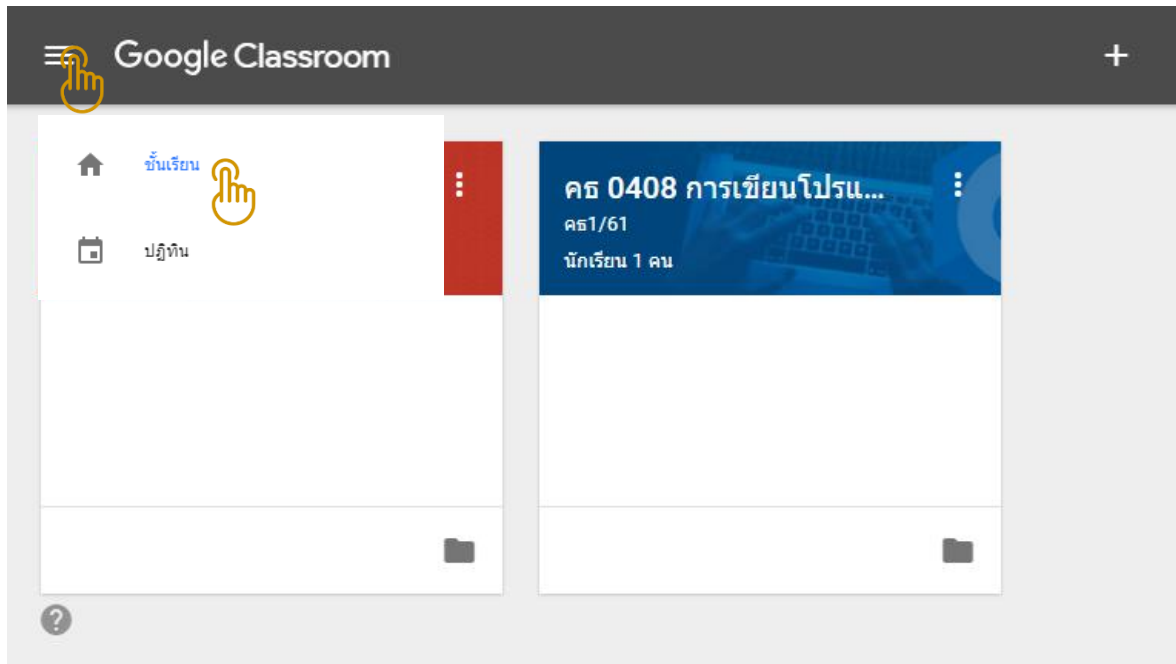 Google Classroom
ชั้นเรียน
ปฏิทิน
คธ 0408 การเขียนโปรแ...
คธ1/61
นักเรียน 1 คน